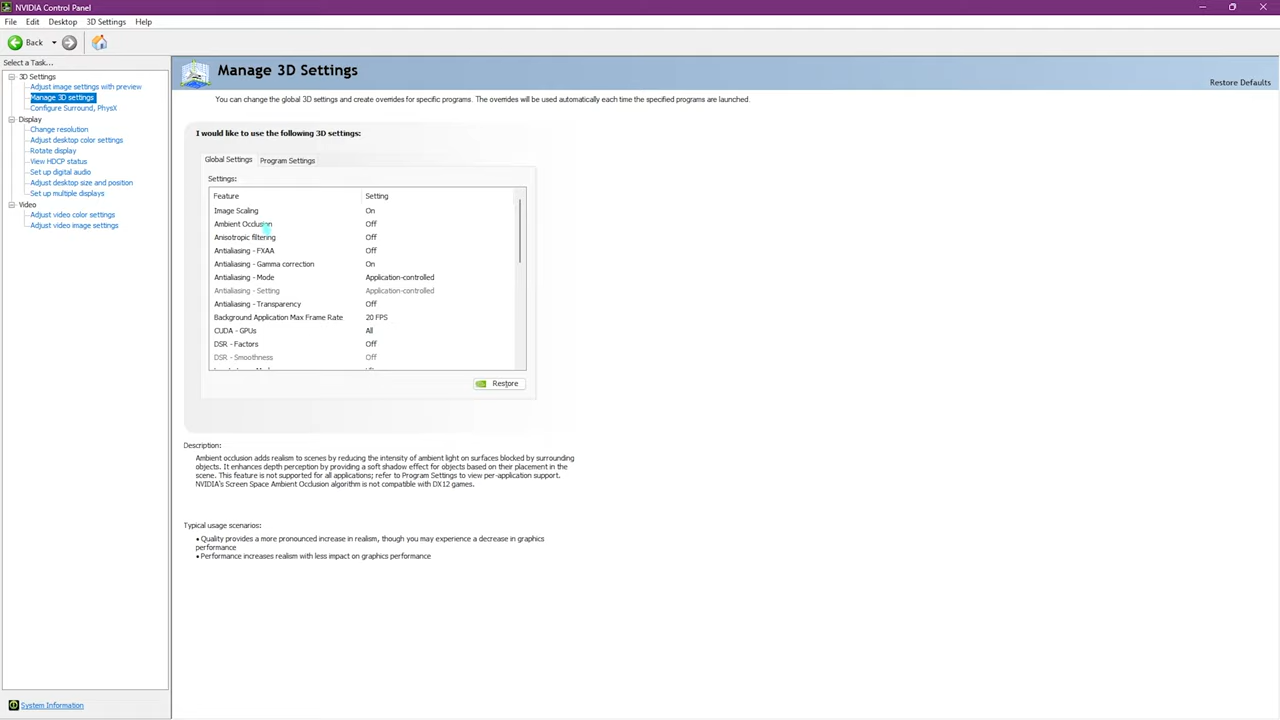 NVIDIA Control Panel
File Edit Desktop 3D Settings Help
Back
Select a Task...
3D Settings
Adjust image settings with preview
Manage 3D settings
Configure Surround, PhysX
Display
Change resolution
Adjust desktop color settings
Rotate display
View HDCP status
Set up digital audio
Adjust desktop size and position
Set up multiple displays
Video
Adjust video color settings
Adjust video image settings
System Information
Manage 3D Settings
Restore Defaults
You can change the global 3D settings and create overrides for specific programs. The overrides will be used automatically each time the specified programs are launched.
I would like to use the following 3D settings:
Global Settings Program Settings
Settings:
Feature Setting
Image Scaling On
Ambient Occlusion Off
Anisotropic filtering Off
Antialiasing - FXAA Off
Antialiasing - Gamma correction On
Antialiasing - Mode Application-controlled
Antialiasing - Setting Application-controlled
Antialiasing - Transparency Off
Background Application Max Frame Rate 20 FPS
CUDA - GPUs All
DSR - Factors Off
DSR - Smoothness Off
Restore
Description:
Ambient occlusion adds realism to scenes by reducing the intensity of ambient light on surfaces blocked by surrounding
objects. It enhances depth perception by providing a soft shadow effect for objects based on their placement in the
scene. This feature is not supported for all applications; refer to Program Settings to view per-application support.
NVIDIA's Screen Space Ambient Occlusion algorithm is not compatible with DX12 games.
Typical usage scenarios:
• Quality provides a more pronounced increase in realism, though you may experience a decrease in graphics
performance
• Performance increases realism with less impact on graphics performance